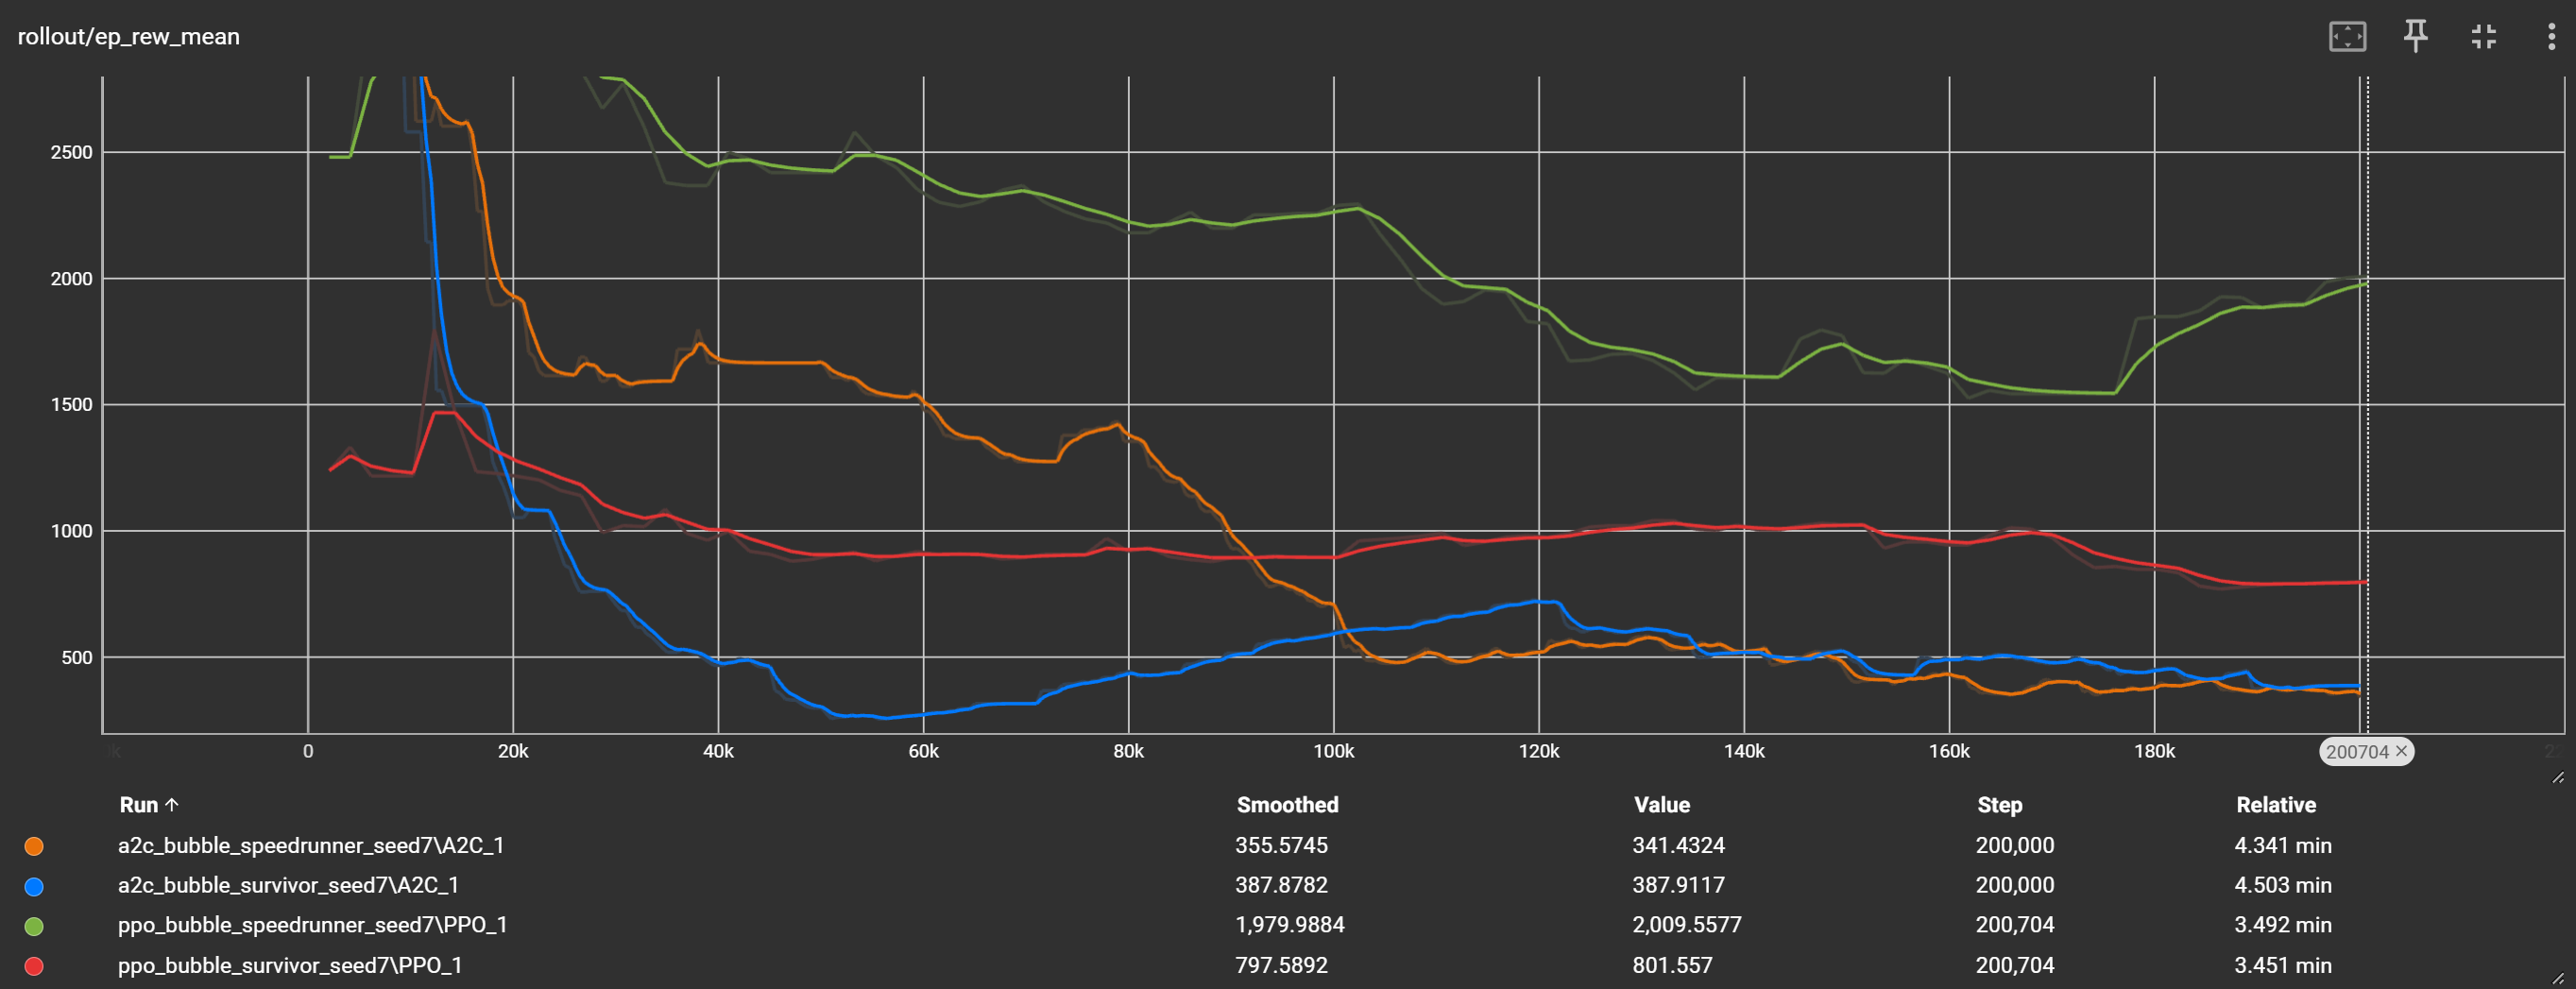 rollout/ep_rew_mean
2500
2000
1500
1000
500
0 20k 40k 60k 80k 100k 120k 140k 160k 180k 200704 ×
Run ↑ Smoothed Value Step Relative
a2c_bubble_speedrunner_seed7\A2C_1 355.5745 341.4324 200,000 4.341 min
a2c_bubble_survivor_seed7\A2C_1 387.8782 387.9117 200,000 4.503 min
ppo_bubble_speedrunner_seed7\PPO_1 1,979.9884 2,009.5577 200,704 3.492 min
ppo_bubble_survivor_seed7\PPO_1 797.5892 801.557 200,704 3.451 min